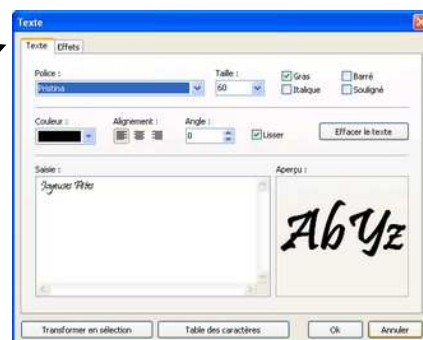 Texte
Texte Effets
Police : Taille :
Pristina 60 Gras Barré
Italique Souligné
Couleur : Alignement : Angle :
0 Lisser Effacer le texte
Saisie : Aperçu :
Joyeuses Fêtes
AbYz
Transformer en sélection Table des caractères Ok Annuler